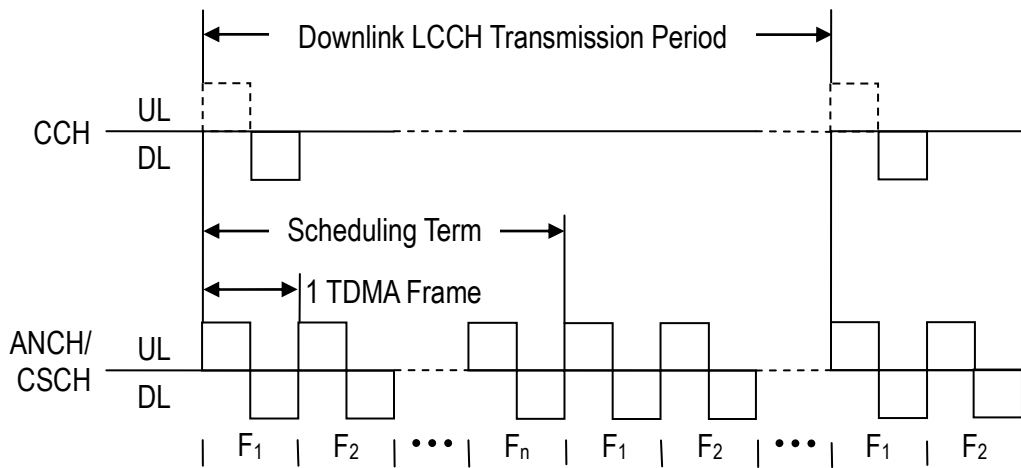 Downlink LCCH Transmission Period
UL
CCH
DL
Scheduling Term
1 TDMA Frame
ANCH/
CSCH
UL
DL
F₁ F₂ ••• Fₙ F₁ F₂ ••• F₁ F₂